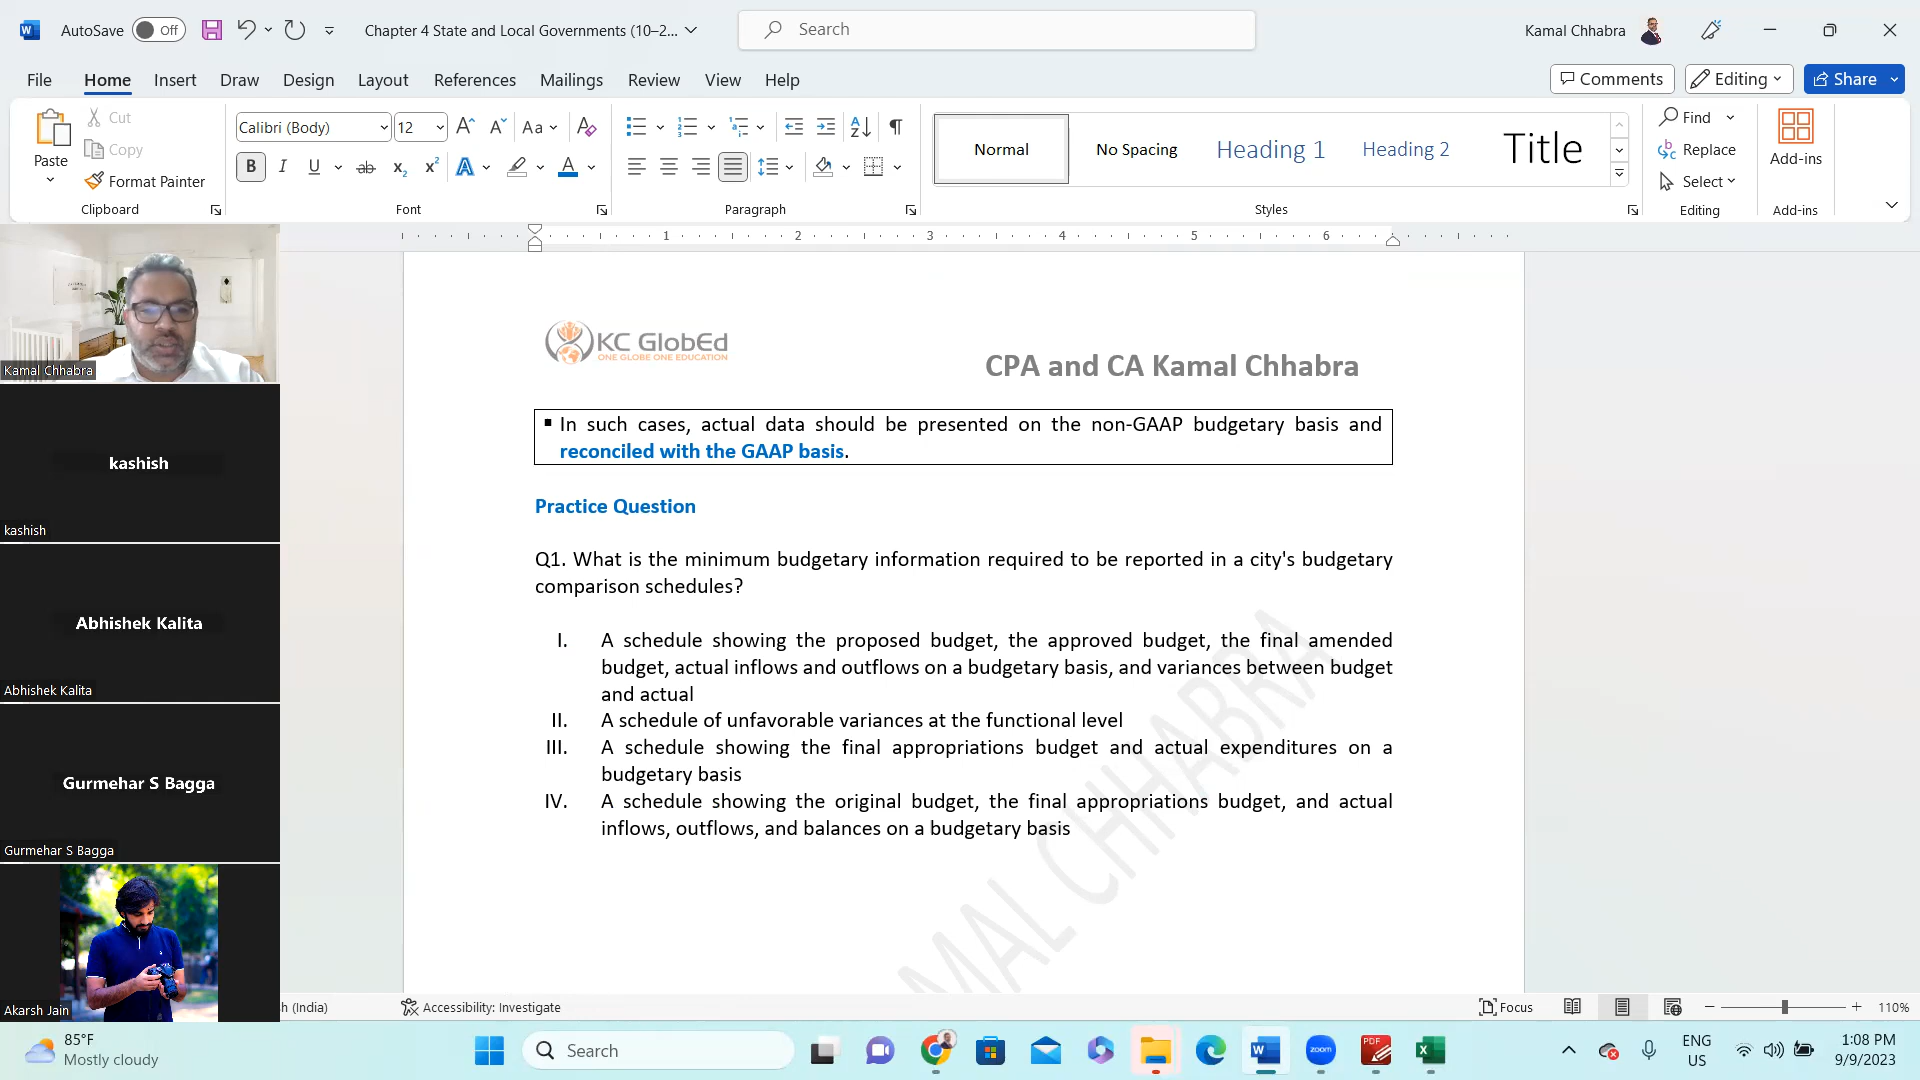 AutoSave Off Chapter 4 State and Local Governments (10–2... Search Kamal Chhabra
File Home Insert Draw Design Layout References Mailings Review View Help Comments Editing Share
Paste Cut Copy Format Painter
Clipboard
Calibri (Body) 12
Font
Paragraph
Normal No Spacing Heading 1 Heading 2 Title
Styles
Find Replace Select
Editing
Add-ins
Add-ins
1 2 3 4 5 6
Kamal Chhabra
kashish
kashish
Abhishek Kalita
Abhishek Kalita
Gurmehar S Bagga
Gurmehar S Bagga
Akarsh Jain
KC GlobEd
ONE GLOBE ONE EDUCATION
CPA and CA Kamal Chhabra
▪ In such cases, actual data should be presented on the non-GAAP budgetary basis and
reconciled with the GAAP basis.
Practice Question
Q1. What is the minimum budgetary information required to be reported in a city's budgetary
comparison schedules?
I. A schedule showing the proposed budget, the approved budget, the final amended
budget, actual inflows and outflows on a budgetary basis, and variances between budget
and actual
II. A schedule of unfavorable variances at the functional level
III. A schedule showing the final appropriations budget and actual expenditures on a
budgetary basis
IV. A schedule showing the original budget, the final appropriations budget, and actual
inflows, outflows, and balances on a budgetary basis
MAL CHHABRA
h (India) Accessibility: Investigate Focus 110%
85°F
Mostly cloudy
Search
zoom
PDF
ENG
US
1:08 PM
9/9/2023